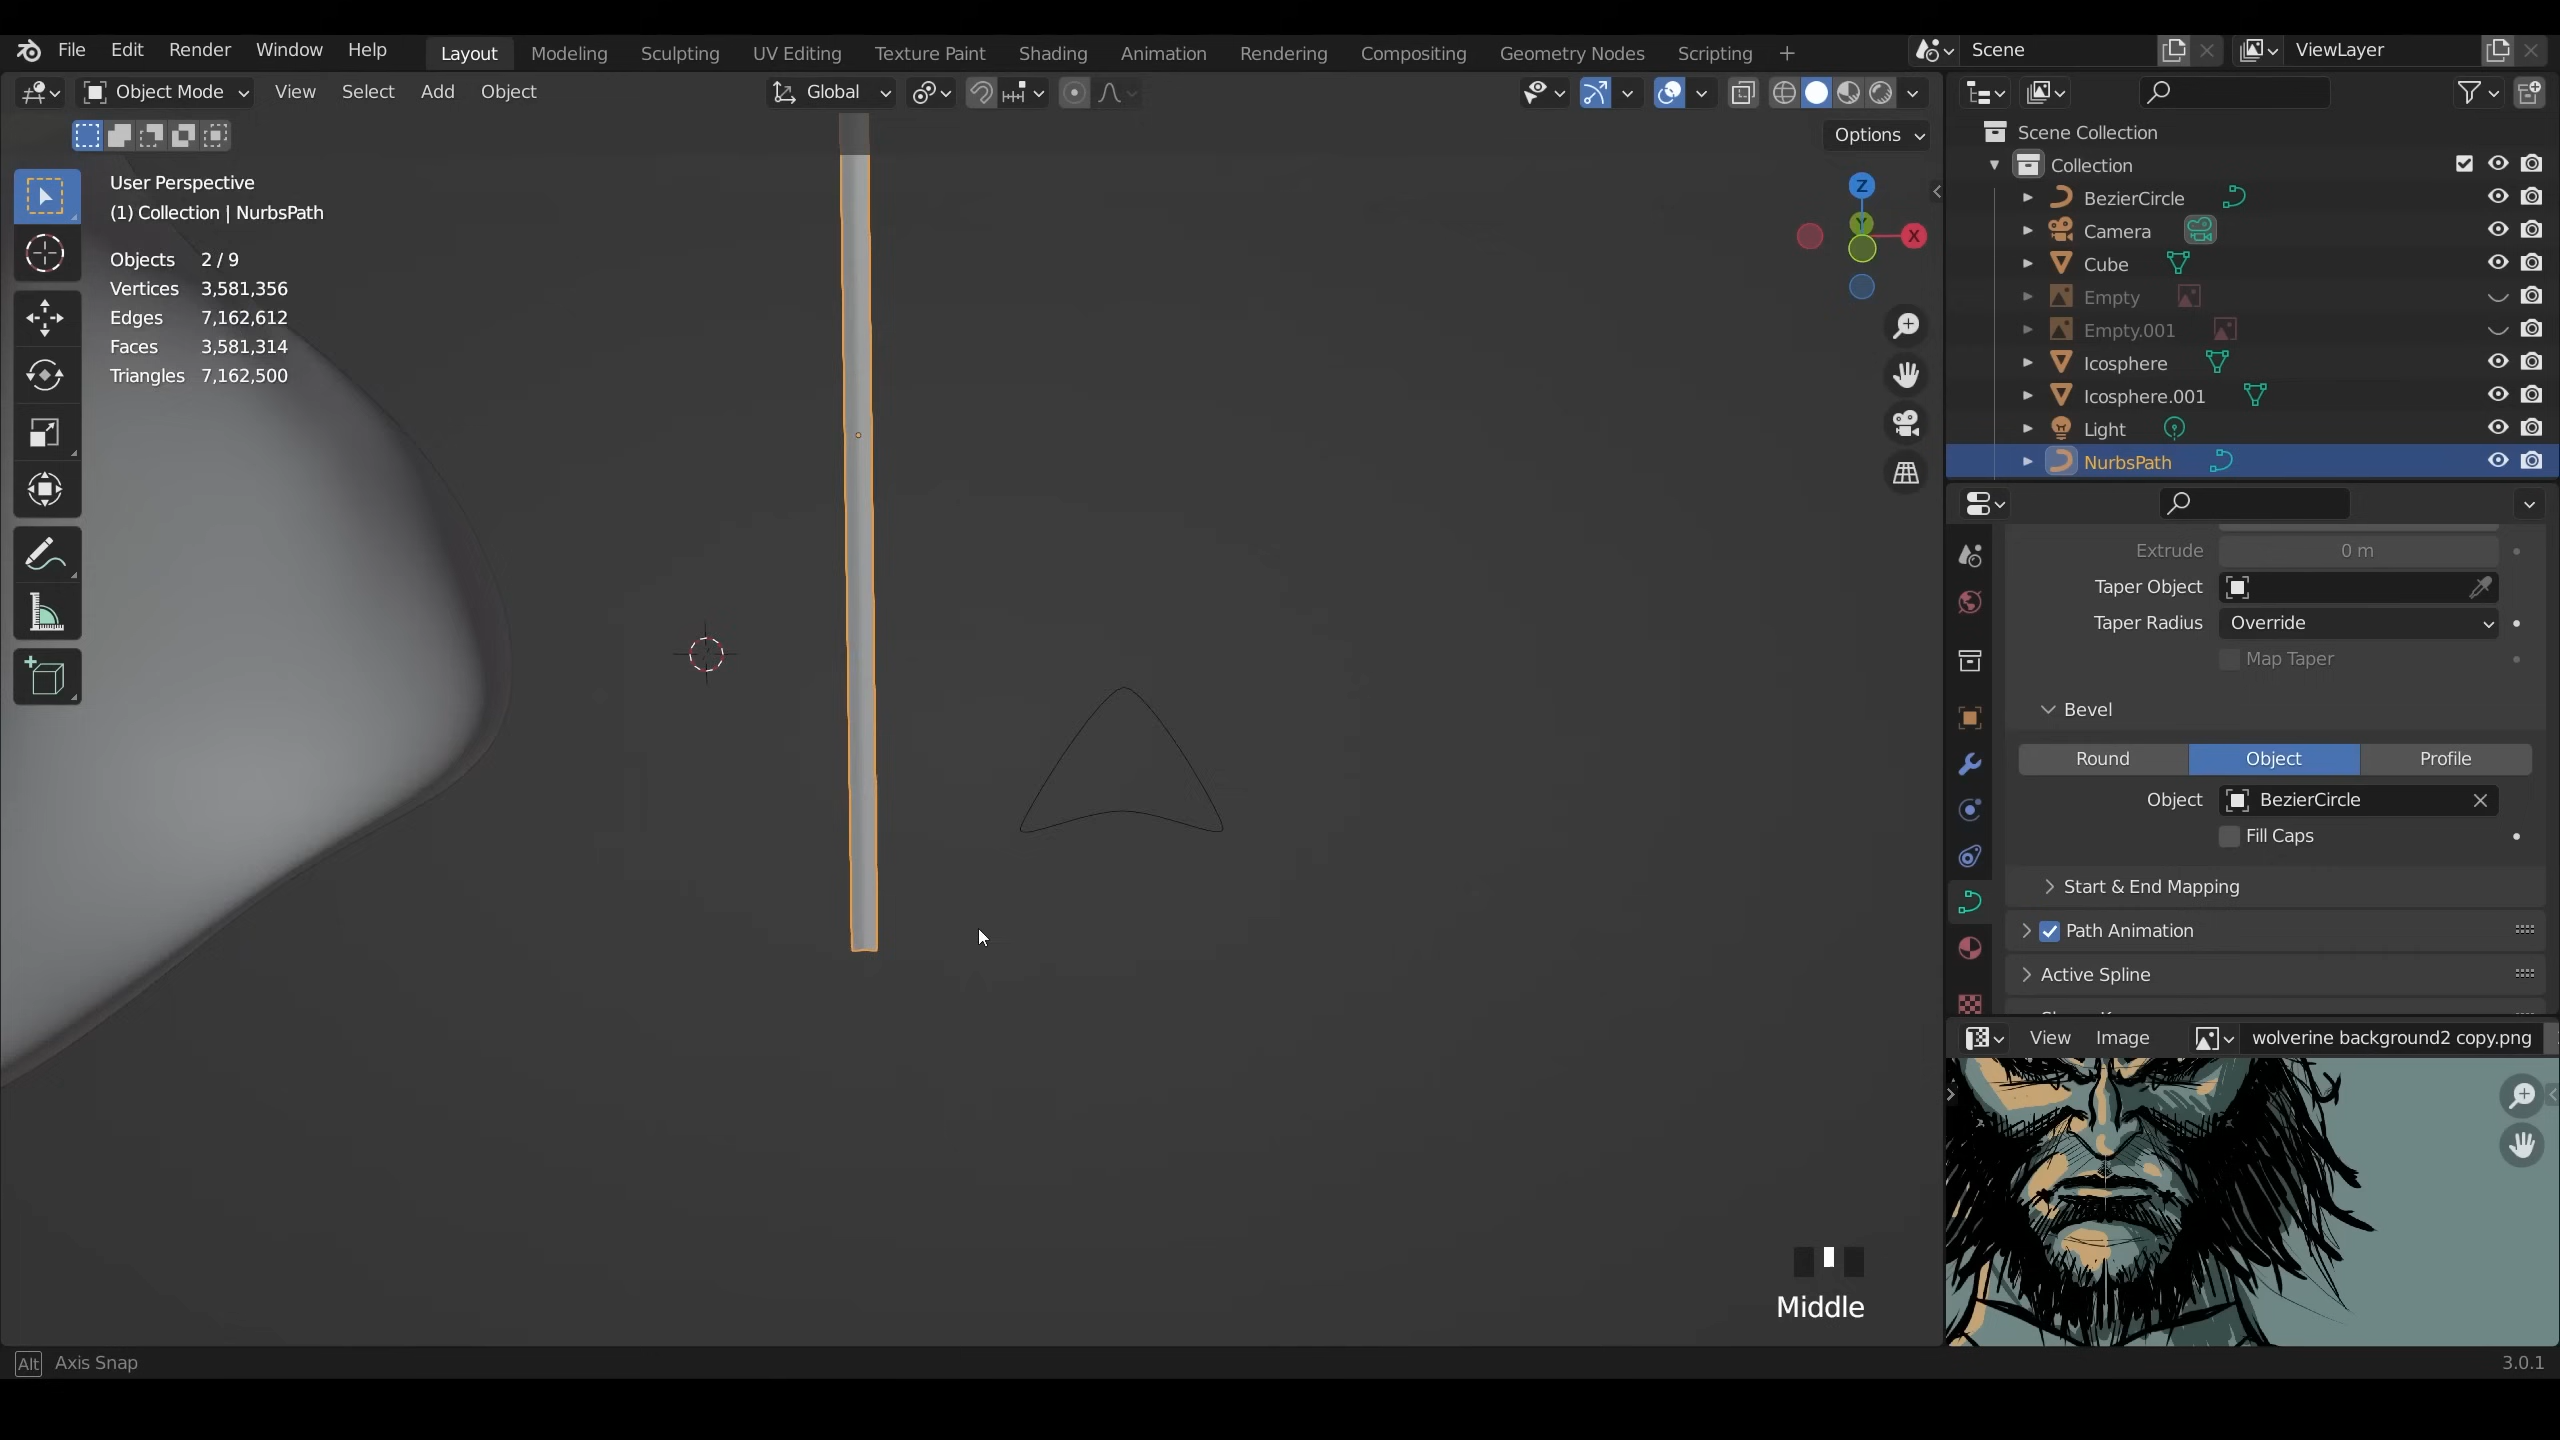 File Edit Render Window Help Layout Modeling Sculpting UV Editing Texture Paint Shading Animation Rendering Compositing Geometry Nodes Scripting + Scene ViewLayer
Object Mode View Select Add Object Global
Options
User Perspective
(1) Collection | NurbsPath
Objects 2 / 9
Vertices 3,581,356
Edges 7,162,612
Faces 3,581,314
Triangles 7,162,500
Z
Y
X
Scene Collection
Collection
BezierCircle
Camera
Cube
Empty
Empty.001
Icosphere
Icosphere.001
Light
NurbsPath
Extrude 0 m
Taper Object
Taper Radius Override
Map Taper
Bevel
Round Object Profile
Object BezierCircle
Fill Caps
Start & End Mapping
Path Animation
Active Spline
View Image wolverine background2 copy.png
Middle
Alt Axis Snap
3.0.1